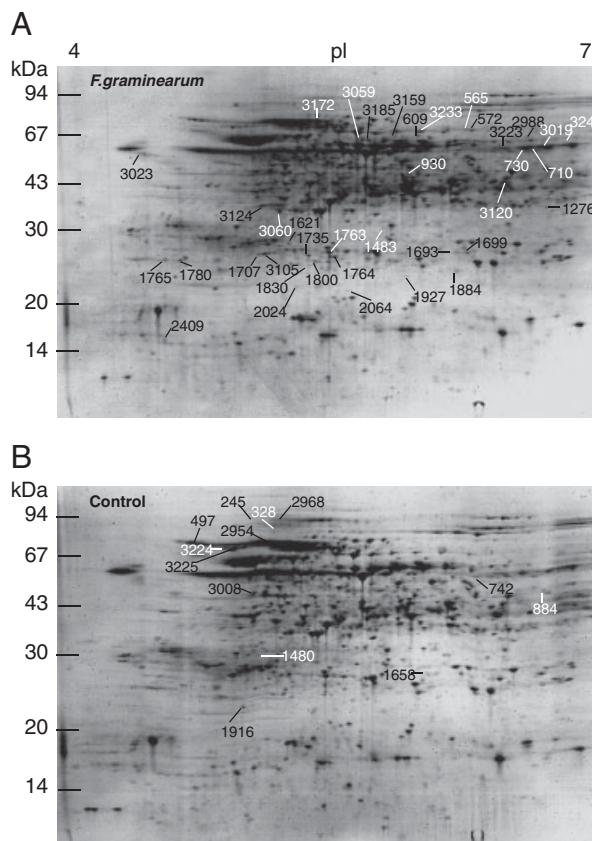 A
4 pI 7
kDa
F.graminearum
94
3059 3159 565
3172 3185 609 3233 572 2988 324
67 3223 3019
3023 930 730 710
43
3124 3120 1276
30 3060 1621 1763
1735 1483 1693 1699
1765 1780 1707 3105 1764
1830 1800 1927 1884
20 2024 2064
2409
14
B
kDa
Control
94 245 328 2968
497 2954
67 3224
3225
3008 742
43 884
30 1480
1658
1916
20
14